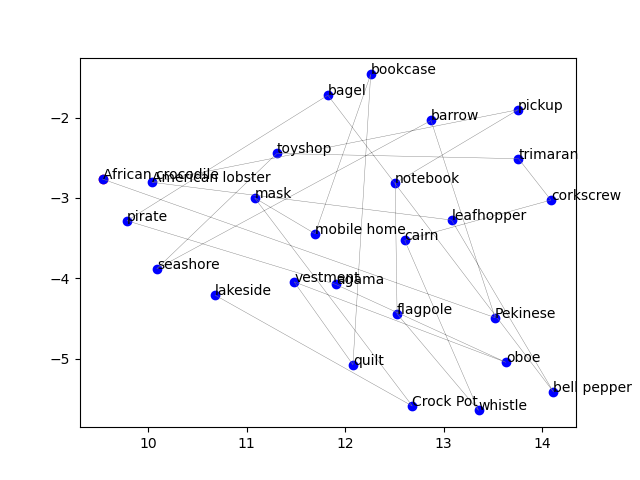 bookcase
bagel
pickup
barrow
−2
toyshop
trimaran
African crocodile
American lobster
notebook
mask
corkscrew
−3
pirate
leafhopper
mobile home
cairn
seashore
vestment
agama
−4
lakeside
flagpole
Pekinese
quilt
oboe
−5
bell pepper
Crock Pot
whistle
10
11
12
13
14